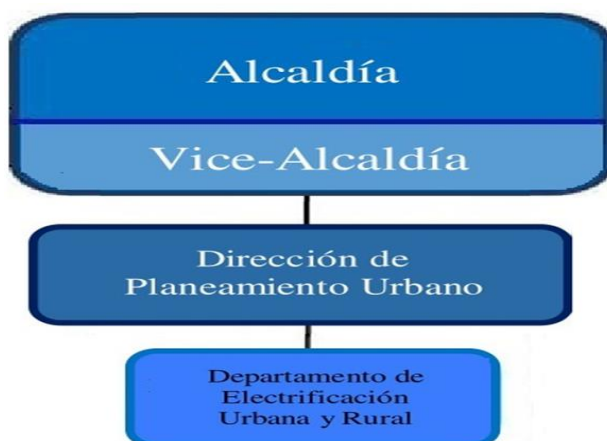 Alcaldía
Vice-Alcaldía
Dirección de
Planeamiento Urbano
Departamento de
Electrificación
Urbana y Rural